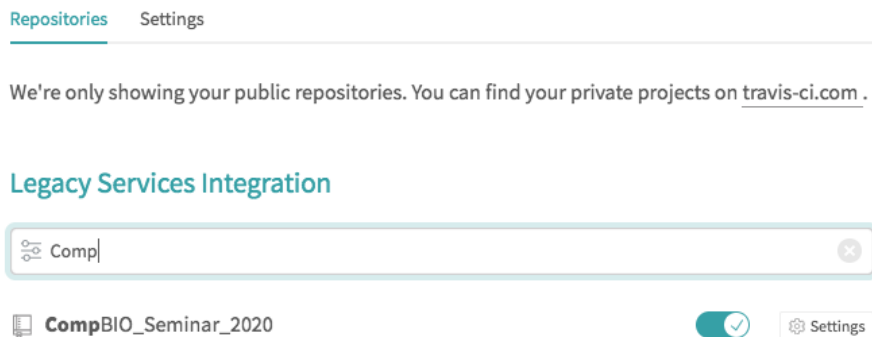 Repositories Settings
We're only showing your public repositories. You can find your private projects on travis-ci.com .
Legacy Services Integration
Comp
CompBIO_Seminar_2020 Settings